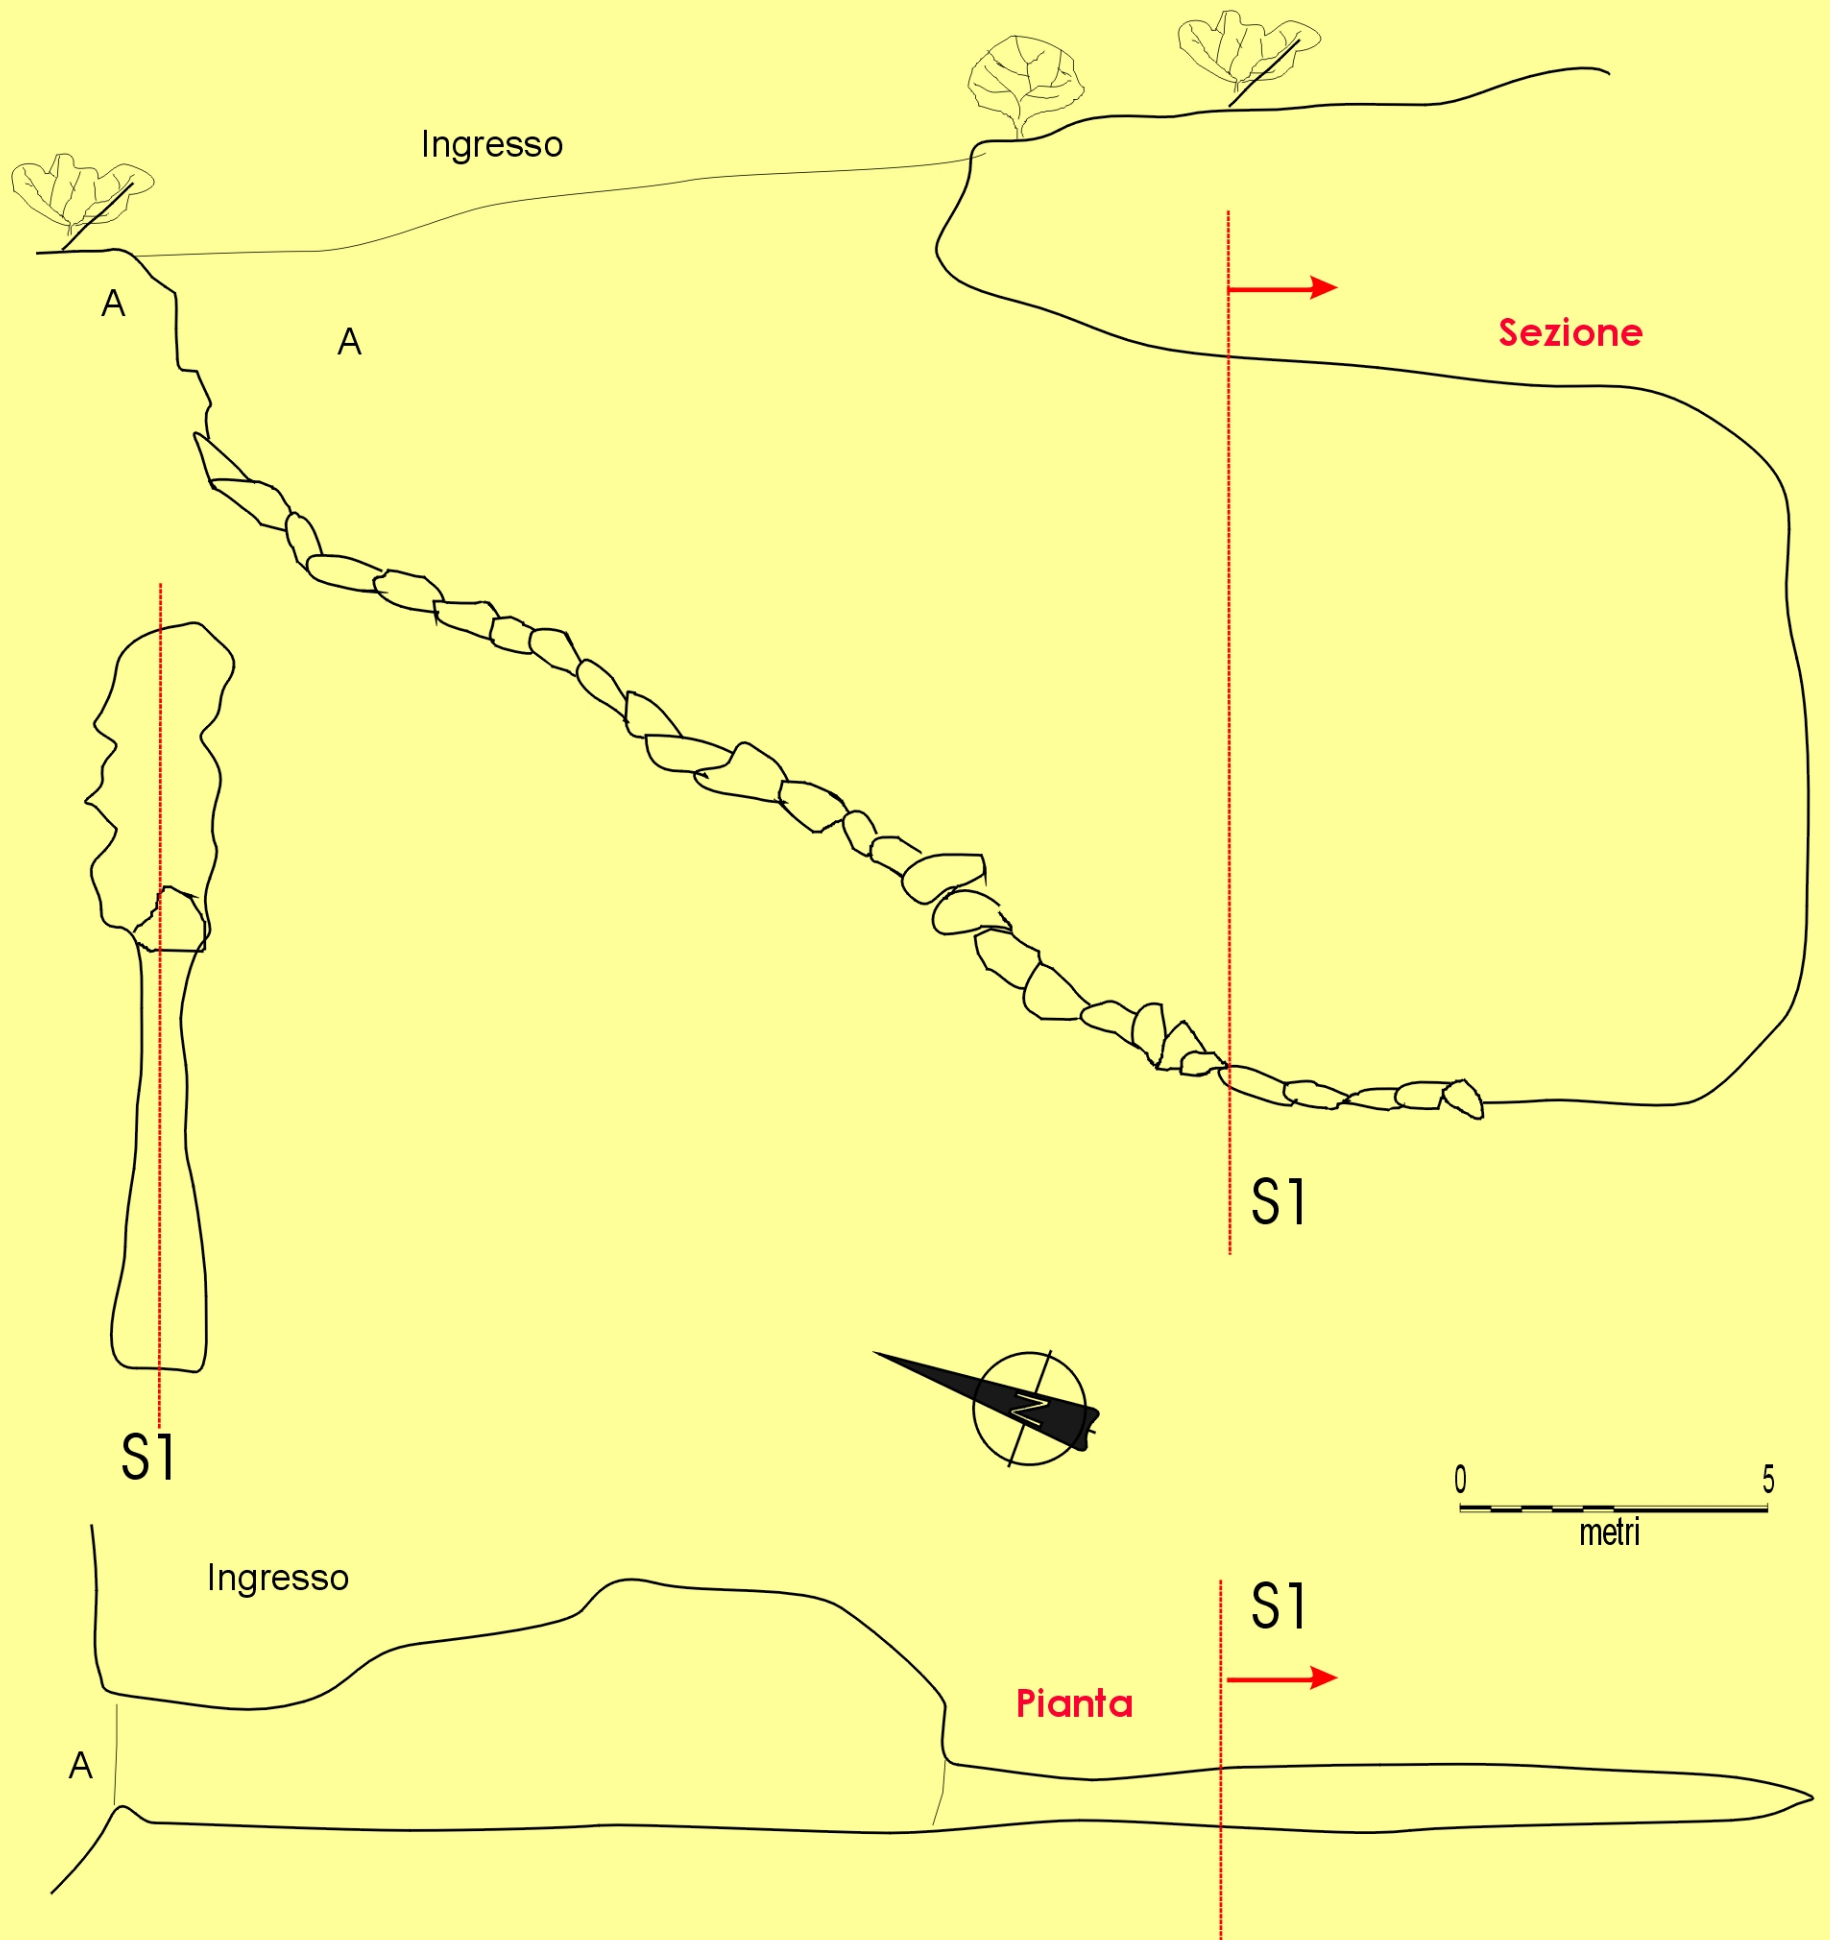 Ingresso
A
A
Sezione
S1
S1
N
0 5
metri
Ingresso
S1
Pianta
A